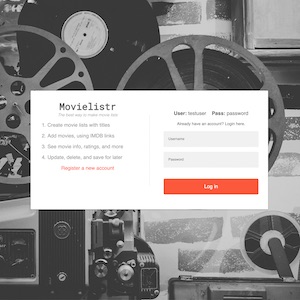 Movielistr
The best way to make movie lists
1. Create movie lists with titles
2. Add movies, using IMDB links
3. See movie info, ratings, and more
4. Update, delete, and save for later
Register a new account
User: testuser Pass: password
Already have an account? Login here.
Username
Password
Log In